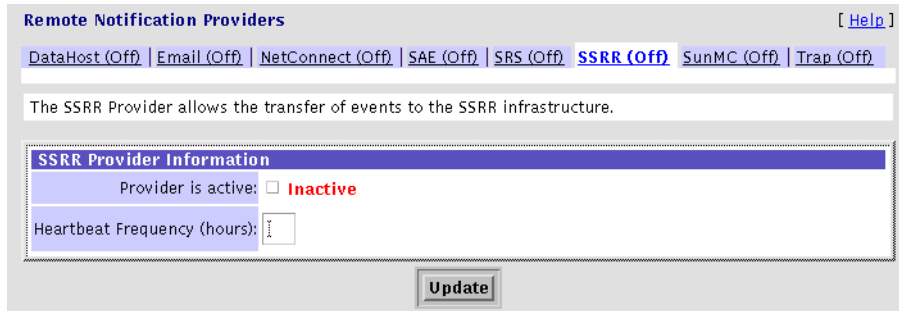 Remote Notification Providers [ Help ]
DataHost (Off) | Email (Off) | NetConnect (Off) | SAE (Off) | SRS (Off) SSRR (Off) SunMC (Off) | Trap (Off)
The SSRR Provider allows the transfer of events to the SSRR infrastructure.
SSRR Provider Information
Provider is active: Inactive
Heartbeat Frequency (hours):
Update